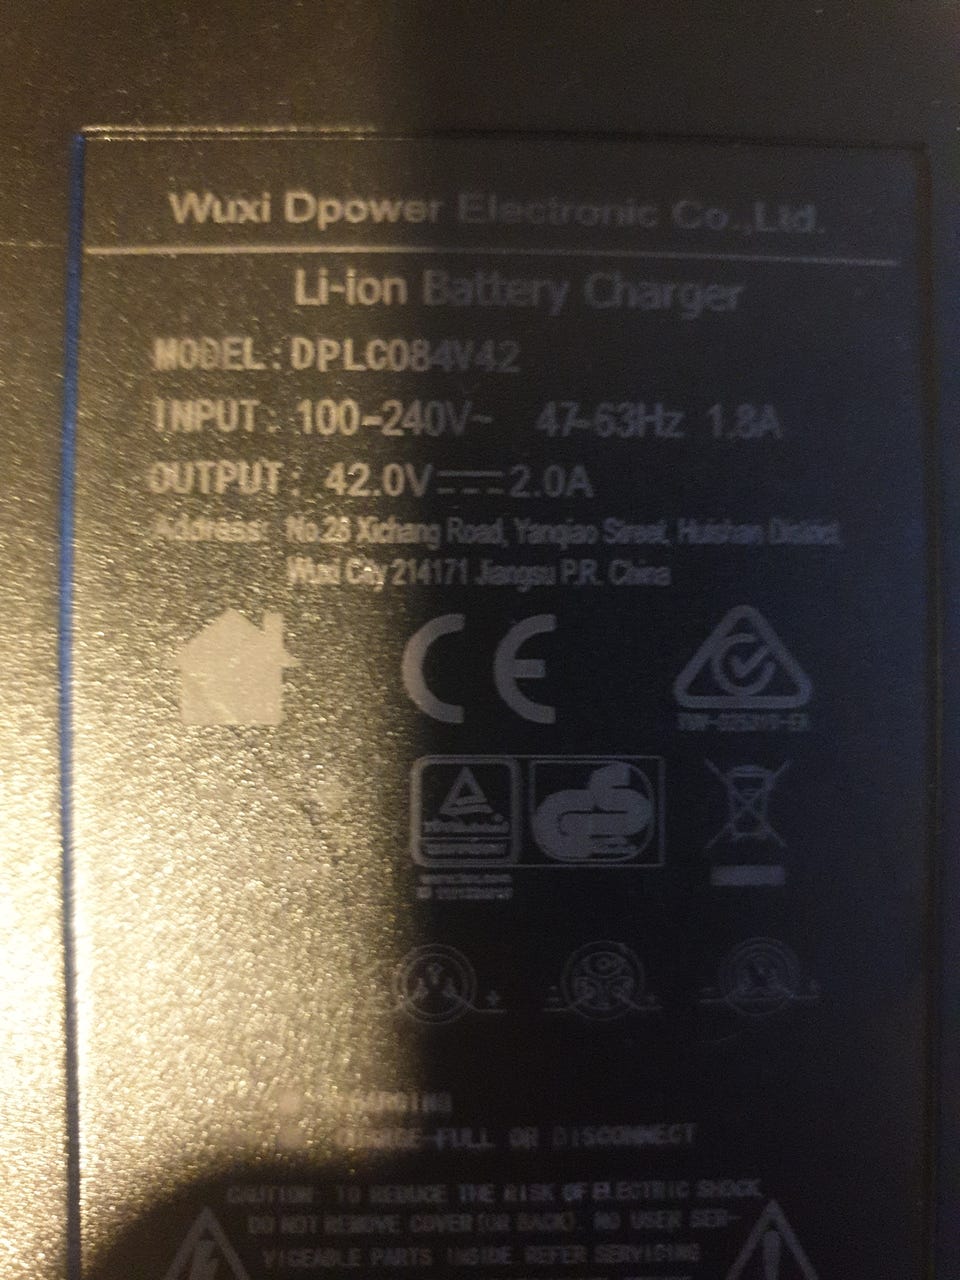 Wuxi Dpower Electronic Co.,Ltd.
Li-ion Battery Charger
MODEL: DPLC084V42
INPUT: 100-240V~ 47-63Hz 1.8A
OUTPUT: 42.0V⎓2.0A
Address: No.26 Xichang Road, Yanqiao Street, Huishan District,
Wuxi City 214171 Jiangsu P.R. China
CE
CHARGING
CHARGE-FULL OR DISCONNECT
CAUTION: TO REDUCE THE RISK OF ELECTRIC SHOCK,
DO NOT REMOVE COVER (OR BACK). NO USER SER-
VICEABLE PARTS INSIDE. REFER SERVICING